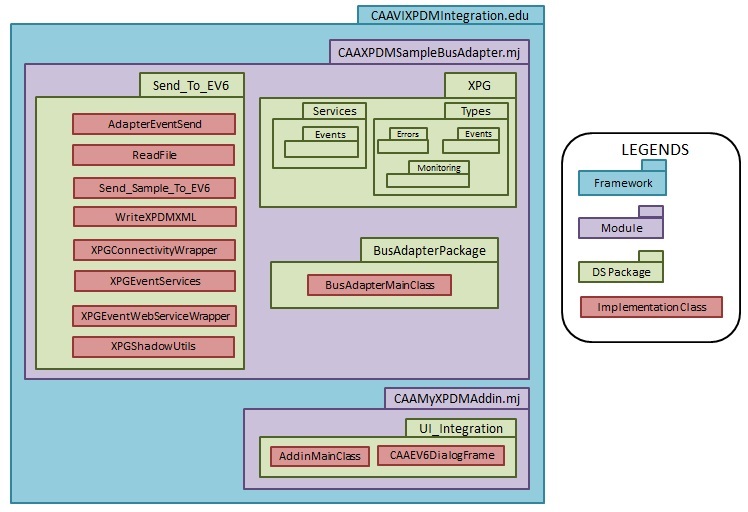 CAAVIXPDMIntegration.edu
CAAXPDMSampleBusAdapter.mj
Send_To_EV6
AdapterEventSend
ReadFile
Send_Sample_To_EV6
WriteXPDMXML
XPGConnectivityWrapper
XPGEventServices
XPGEventWebServiceWrapper
XPGShadowUtils
XPG
Services
Events
Types
Errors
Events
Monitoring
BusAdapterPackage
BusAdapterMainClass
CAAMyXPDMAddin.mj
UI_Integration
AddinMainClass
CAAEV6DialogFrame
LEGENDS
Framework
Module
DS Package
ImplementationClass